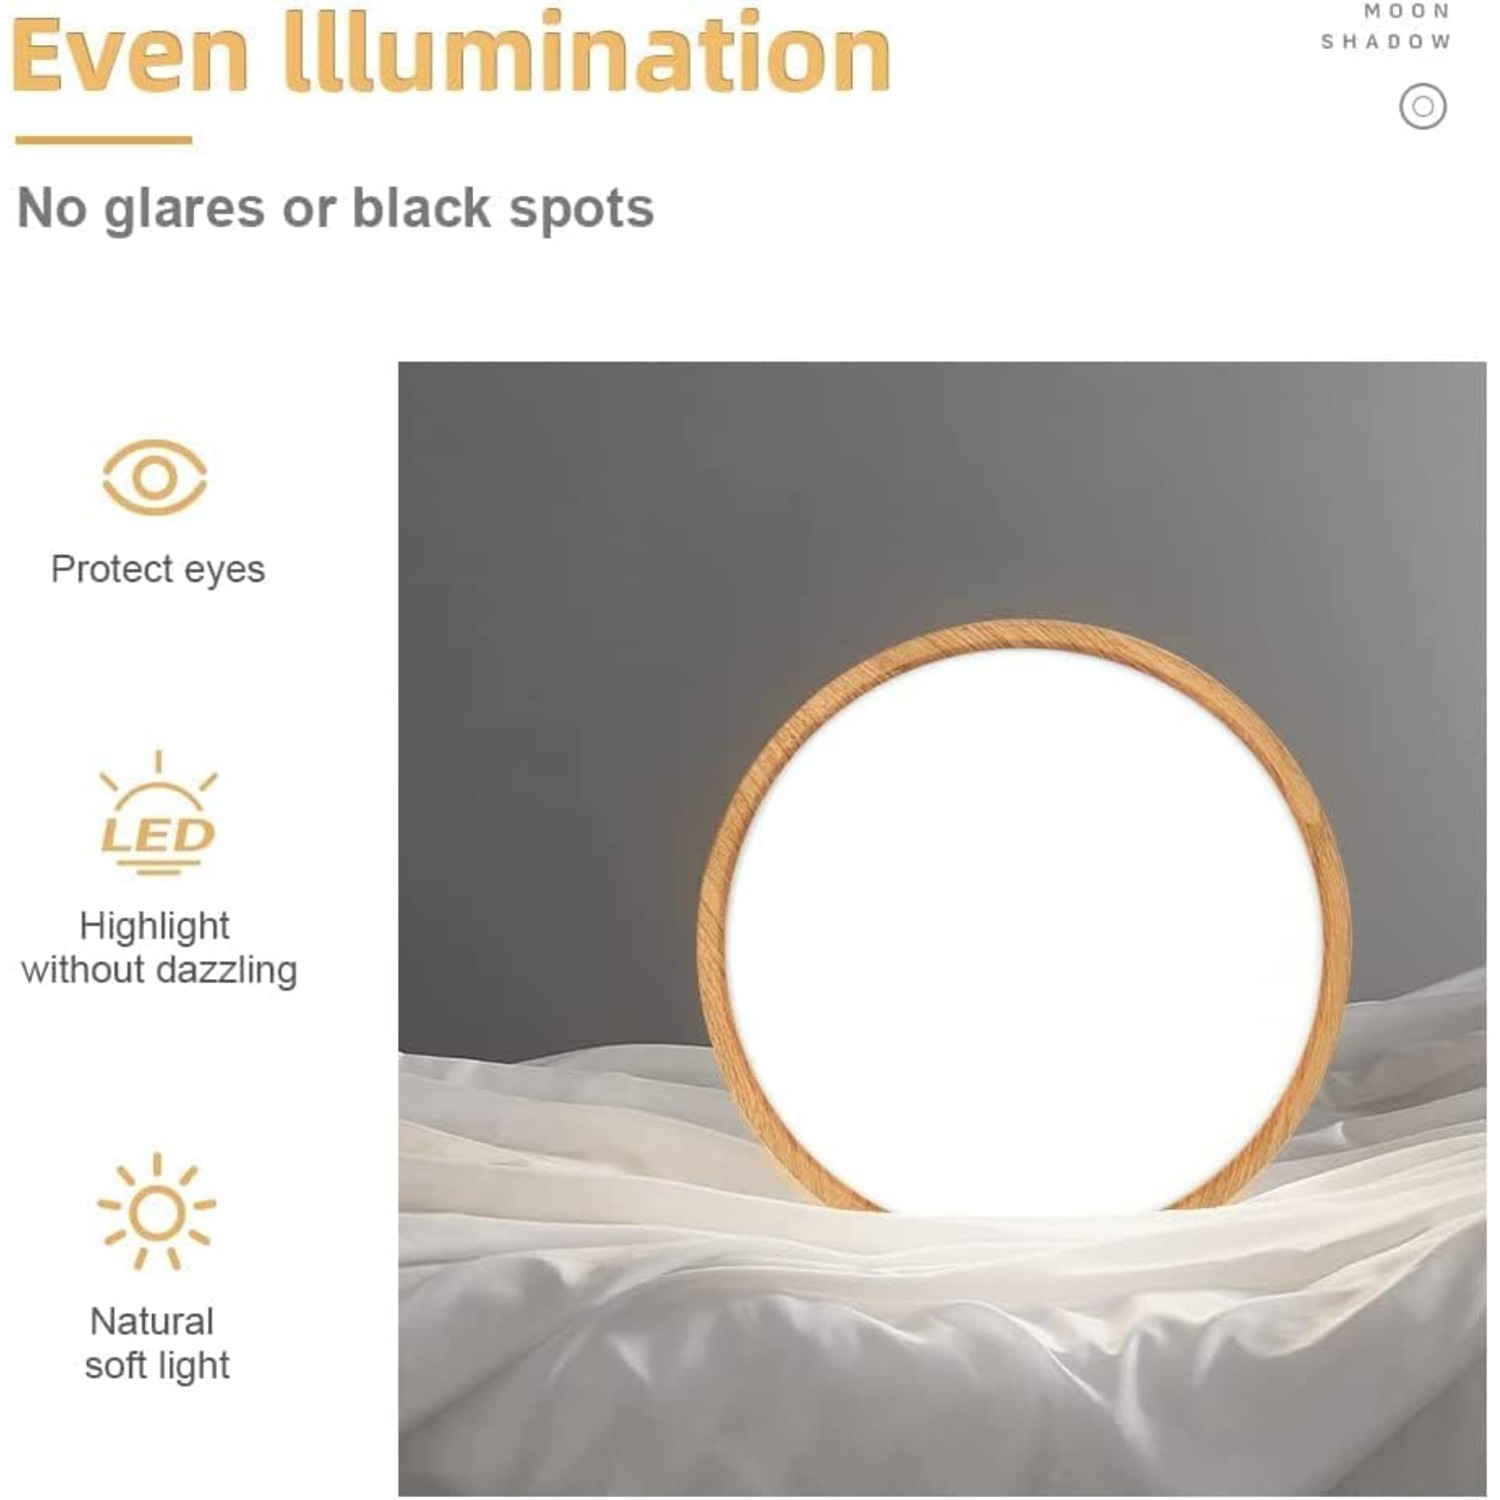 Even Illumination
MOON
SHADOW
No glares or black spots
Protect eyes
LED
Highlight
without dazzling
Natural
soft light